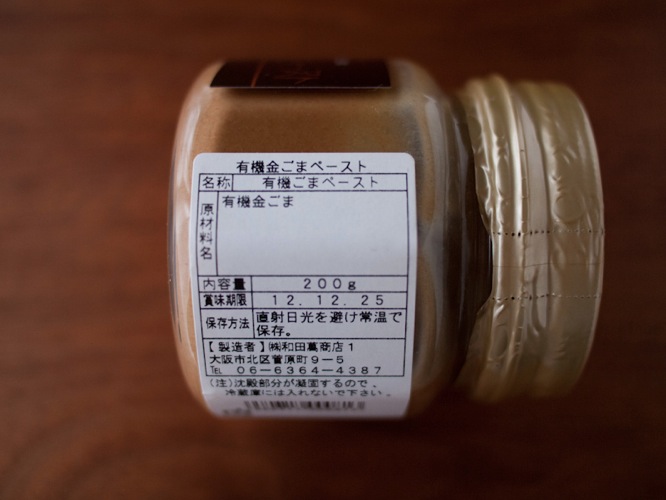 有機金ごまペースト
名称 有機ごまペースト
原材料名 有機金ごま
内容量 200g
賞味期限 12.12.25
保存方法 直射日光を避け常温で
保存。
【製造者】㈱和田萬商店1
大阪市北区菅原町9-5
℡ 06-6364-4387
(注)沈殿部分が凝固するので、
冷蔵庫には入れないで下さい。